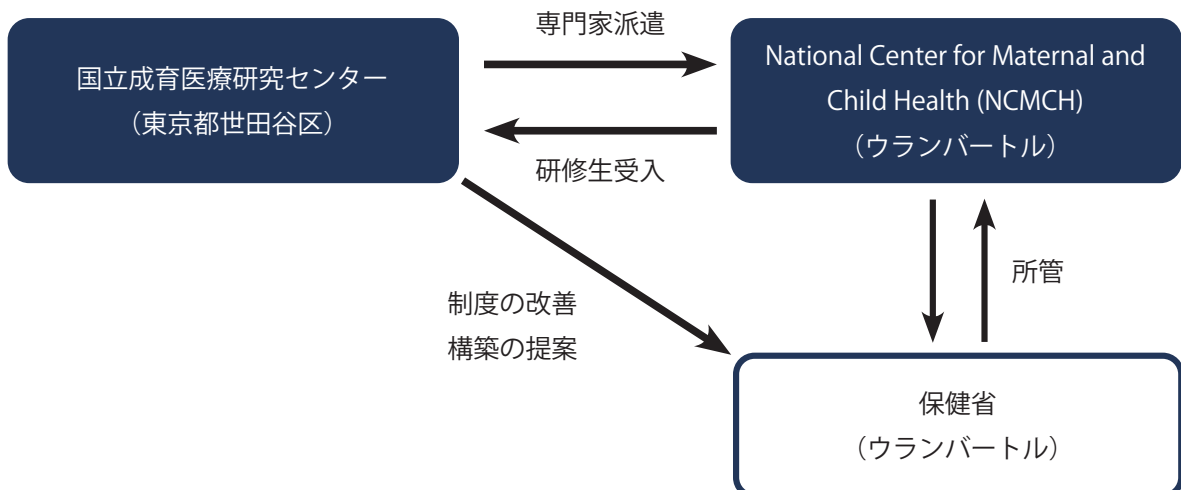 専門家派遣
国立成育医療研究センター
（東京都世田谷区）
National Center for Maternal and
Child Health (NCMCH)
（ウランバートル）
研修生受入
制度の改善
構築の提案
所管
保健省
（ウランバートル）